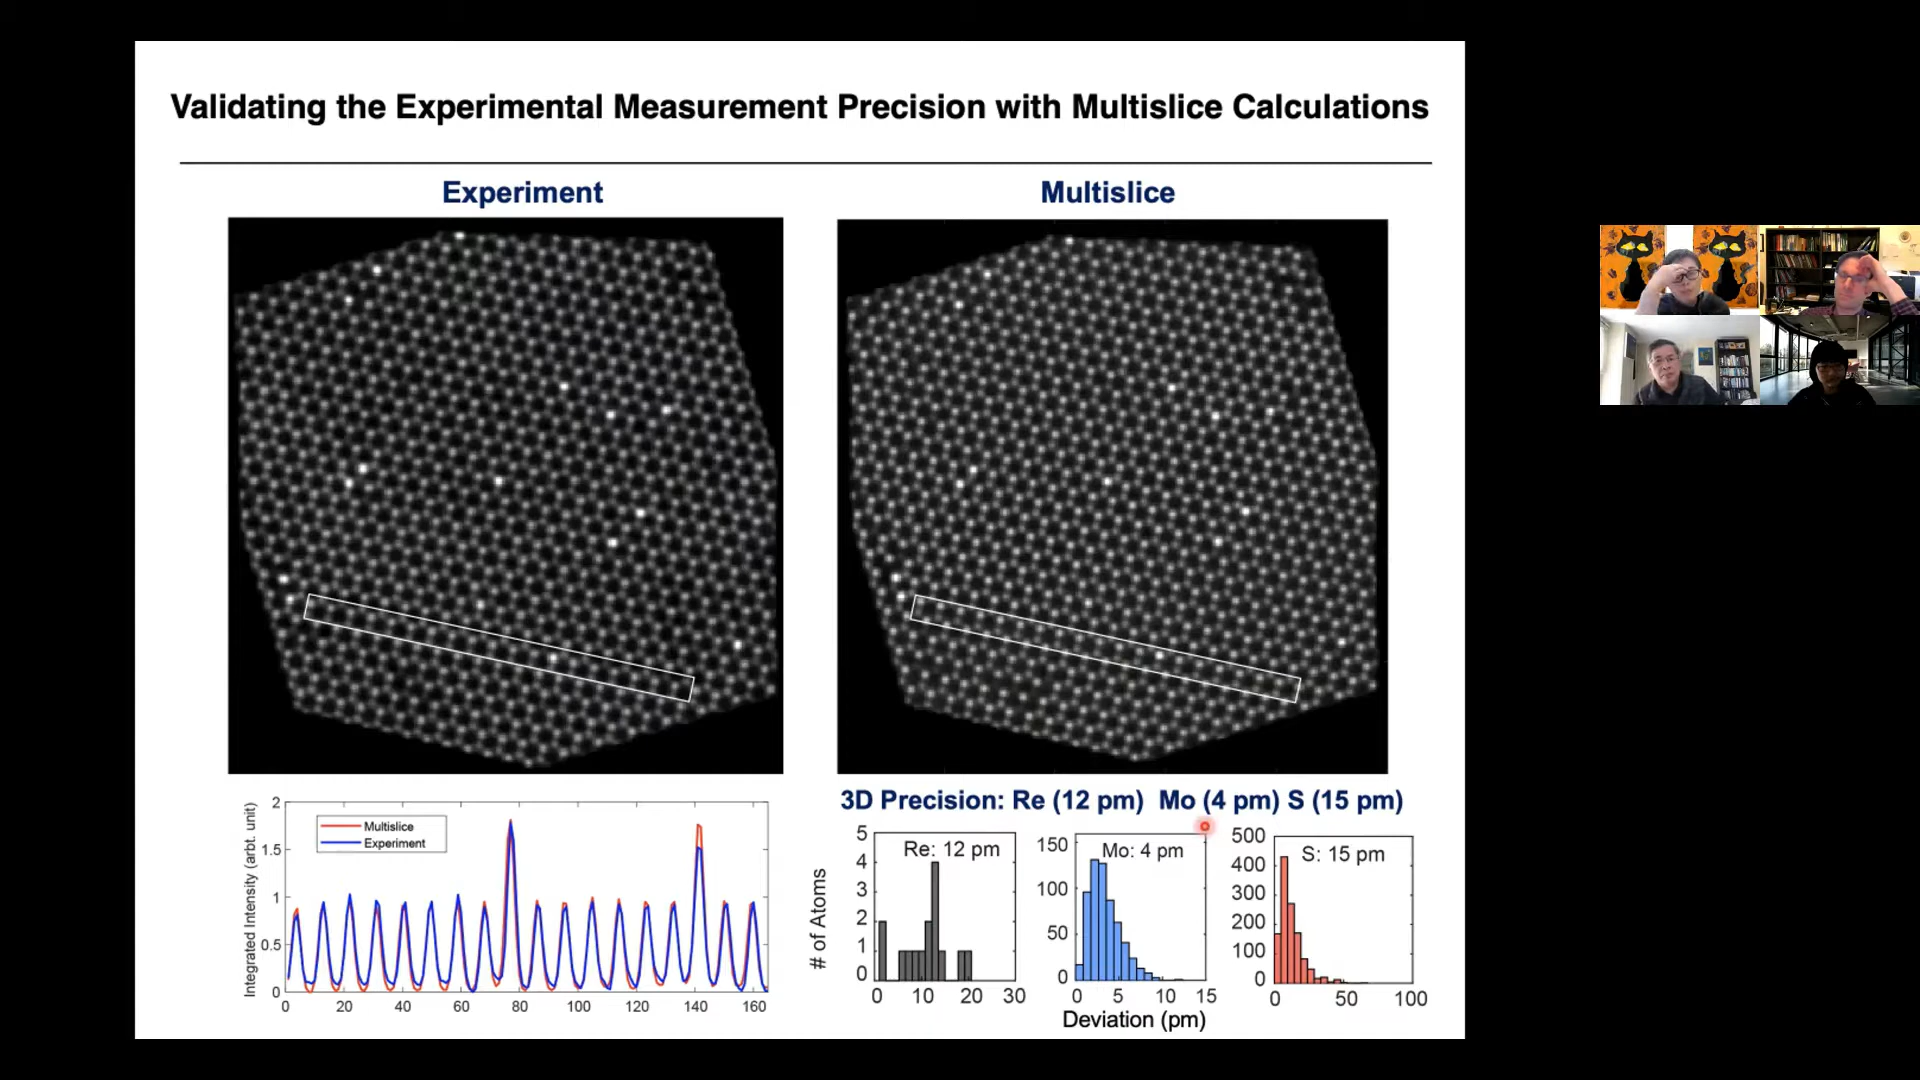 Validating the Experimental Measurement Precision with Multislice Calculations
Experiment
Multislice
2
1.5
1
0.5
0
Integrated Intensity (arbt. unit)
Multislice
Experiment
0 20 40 60 80 100 120 140 160
3D Precision: Re (12 pm) Mo (4 pm) S (15 pm)
# of Atoms
5
4
3
2
1
0
Re: 12 pm
0 10 20 30
150
100
50
0
Mo: 4 pm
0 5 10 15
Deviation (pm)
500
400
300
200
100
0
S: 15 pm
0 50 100